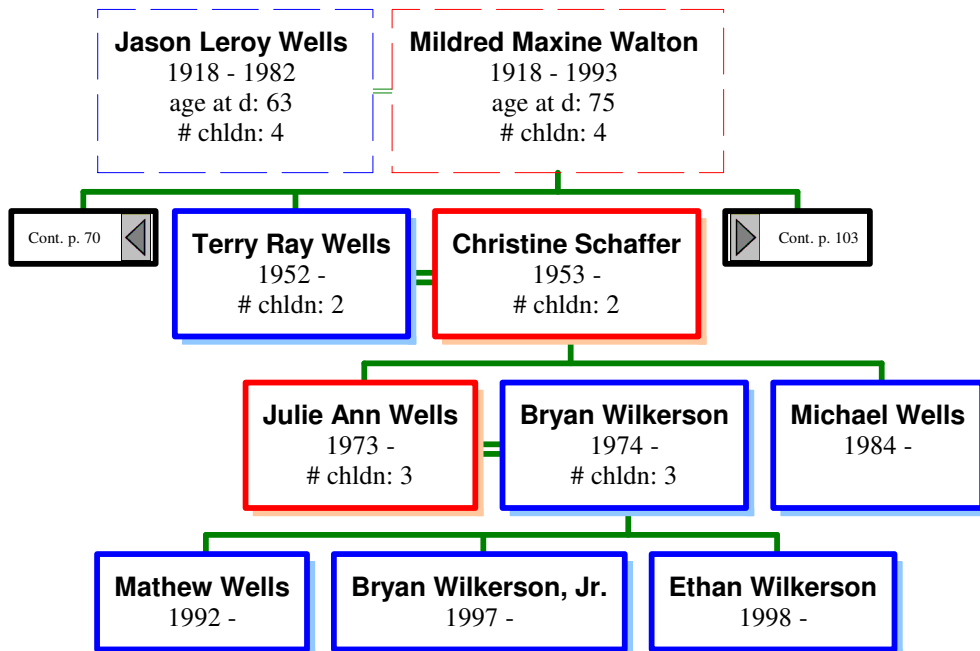 Jason Leroy Wells
1918 - 1982
age at d: 63
# chldn: 4
Mildred Maxine Walton
1918 - 1993
age at d: 75
# chldn: 4
Cont. p. 70
Terry Ray Wells
1952 -
# chldn: 2
Christine Schaffer
1953 -
# chldn: 2
Cont. p. 103
Julie Ann Wells
1973 -
# chldn: 3
Bryan Wilkerson
1974 -
# chldn: 3
Michael Wells
1984 -
Mathew Wells
1992 -
Bryan Wilkerson, Jr.
1997 -
Ethan Wilkerson
1998 -